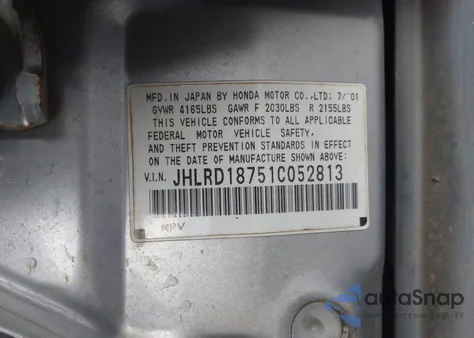 MFD.IN JAPAN BY HONDA MOTOR CO.,LTD; 7/'01
GVWR 4165LBS GAWR F 2030LBS R 2155LBS
THIS VEHICLE CONFORMS TO ALL APPLICABLE
FEDERAL MOTOR VEHICLE SAFETY,
AND THEFT PREVENTION STANDARDS IN EFFECT
ON THE DATE OF MANUFACTURE SHOWN ABOVE:
V.I.N. JHLRD18751C052813
MPV
autoSnap